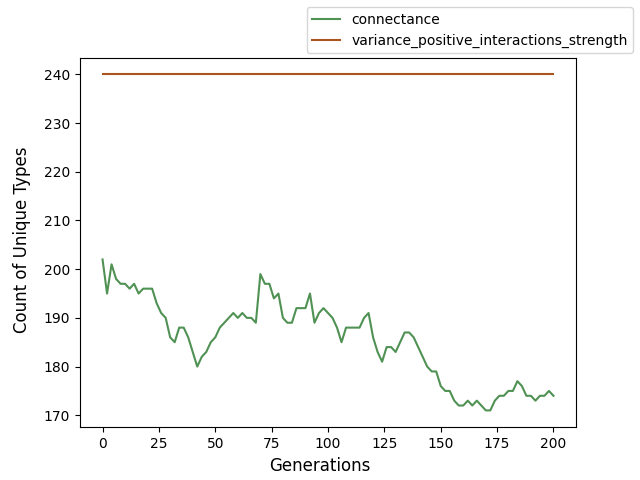 connectance
variance_positive_interactions_strength
240
230
220
210
200
190
180
170
Count of Unique Types
0 25 50 75 100 125 150 175 200
Generations